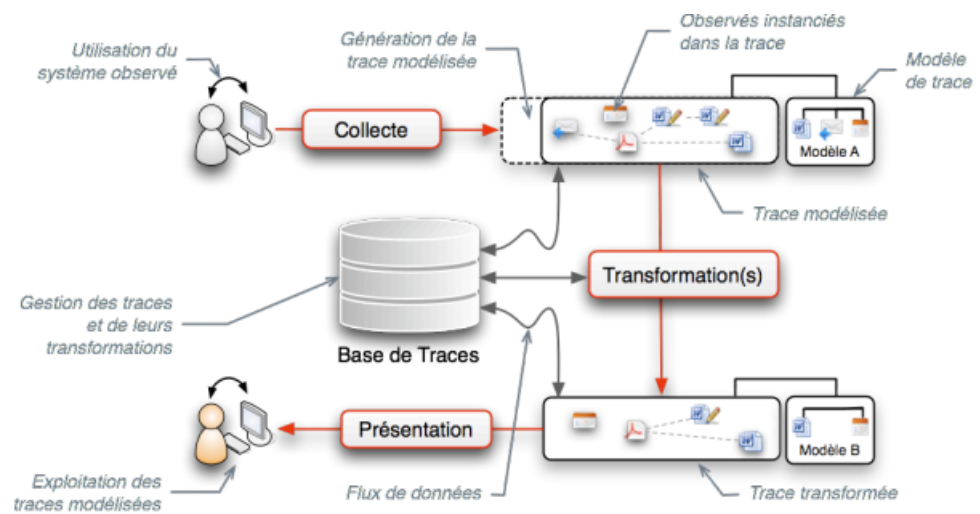 Utilisation du
système observé
Génération de la
trace modélisée
Observés instanciés
dans la trace
Modèle
de trace
Collecte
Modèle A
Trace modélisée
Transformation(s)
Gestion des traces
et de leurs
transformations
Base de Traces
Présentation
Modèle B
Exploitation des
traces modélisées
Flux de données
Trace transformée